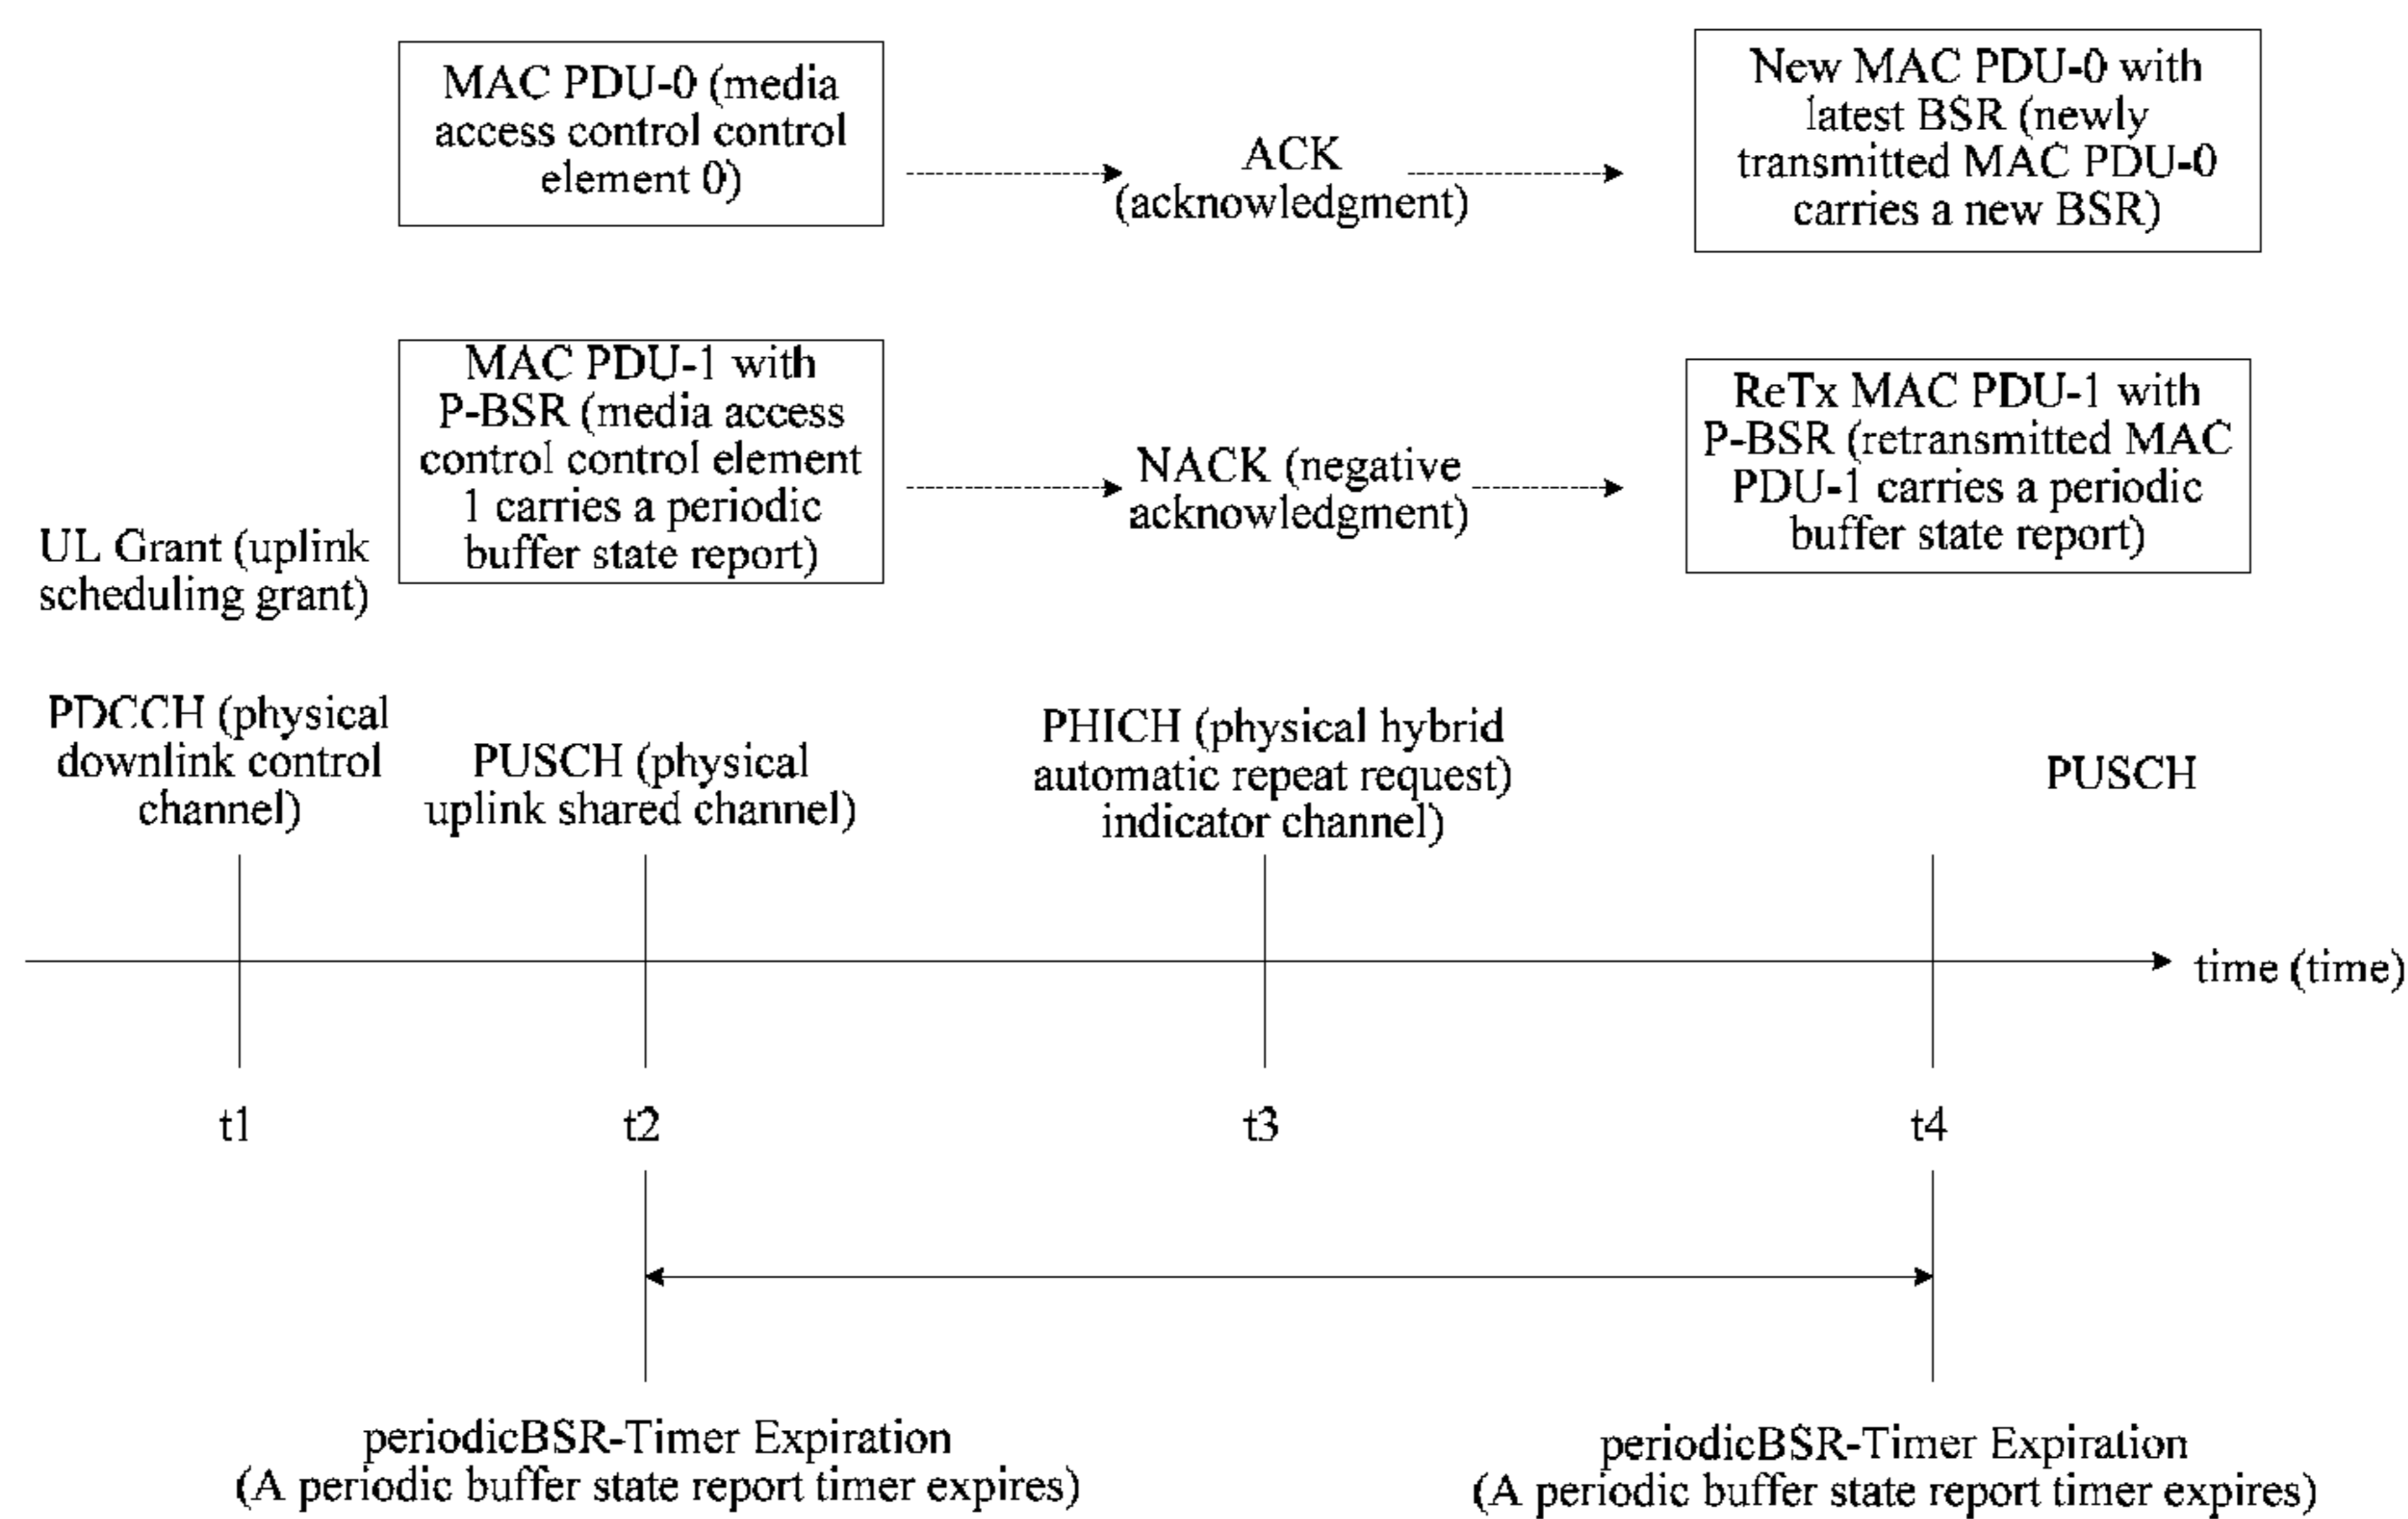 MAC PDU-0 (media
access control control
element 0)
ACK
(acknowledgment)
New MAC PDU-0 with
latest BSR (newly
transmitted MAC PDU-0
carries a new BSR)
MAC PDU-1 with
P-BSR (media access
control control element
1 carries a periodic
buffer state report)
NACK (negative
acknowledgment)
ReTx MAC PDU-1 with
P-BSR (retransmitted MAC
PDU-1 carries a periodic
buffer state report)
UL Grant (uplink
scheduling grant)
PDCCH (physical
downlink control
channel)
PUSCH (physical
uplink shared channel)
PHICH (physical hybrid
automatic repeat request)
indicator channel)
PUSCH
time (time)
t1
t2
t3
t4
periodicBSR-Timer Expiration
(A periodic buffer state report timer expires)
periodicBSR-Timer Expiration
(A periodic buffer state report timer expires)